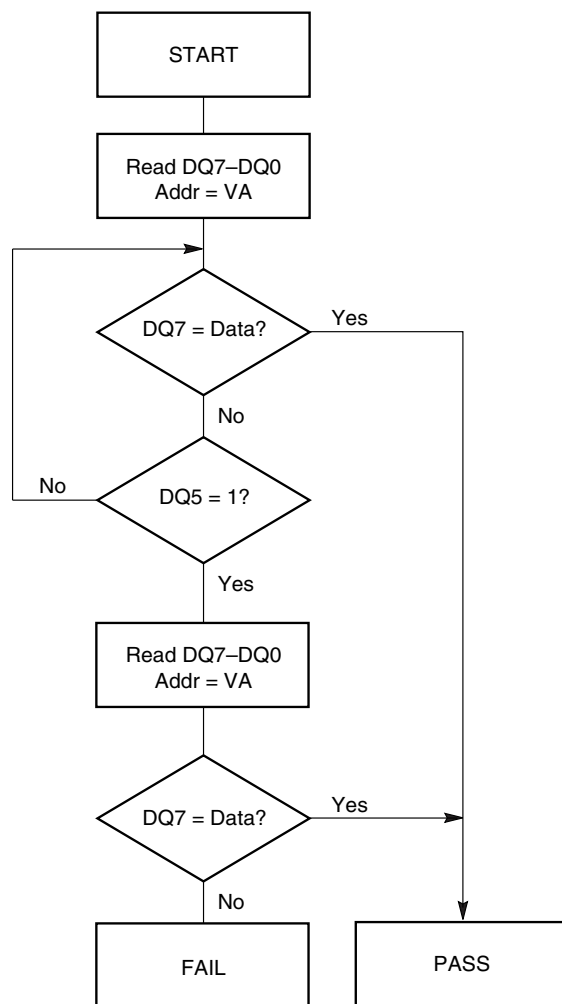 START
Read DQ7–DQ0
Addr = VA
DQ7 = Data?
Yes
No
No
DQ5 = 1?
Yes
Read DQ7–DQ0
Addr = VA
DQ7 = Data?
Yes
No
FAIL
PASS